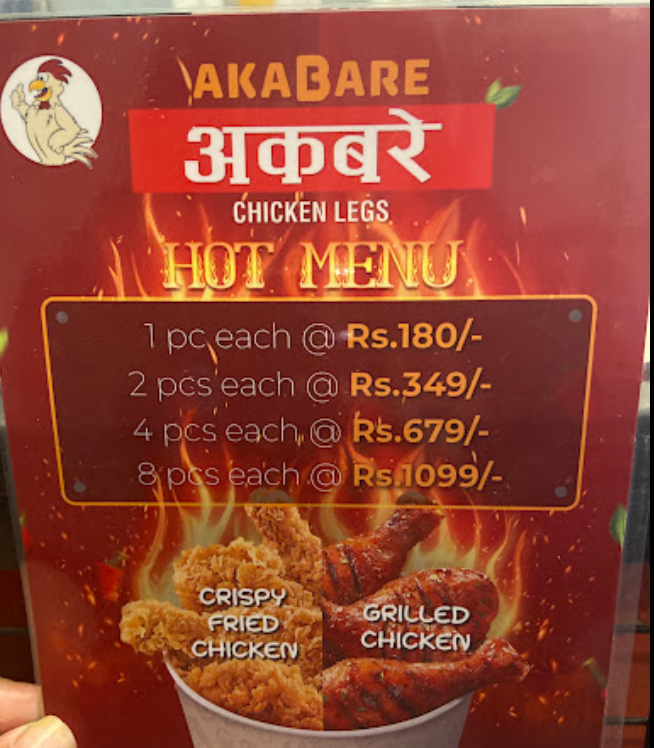 AKABARE
अकबरे
CHICKEN LEGS
HOT MENU
1 pc each @ Rs.180/-
2 pcs each @ Rs.349/-
4 pcs each @ Rs.679/-
8 pcs each @ Rs.1099/-
CRISPY
FRIED
CHICKEN
GRILLED
CHICKEN